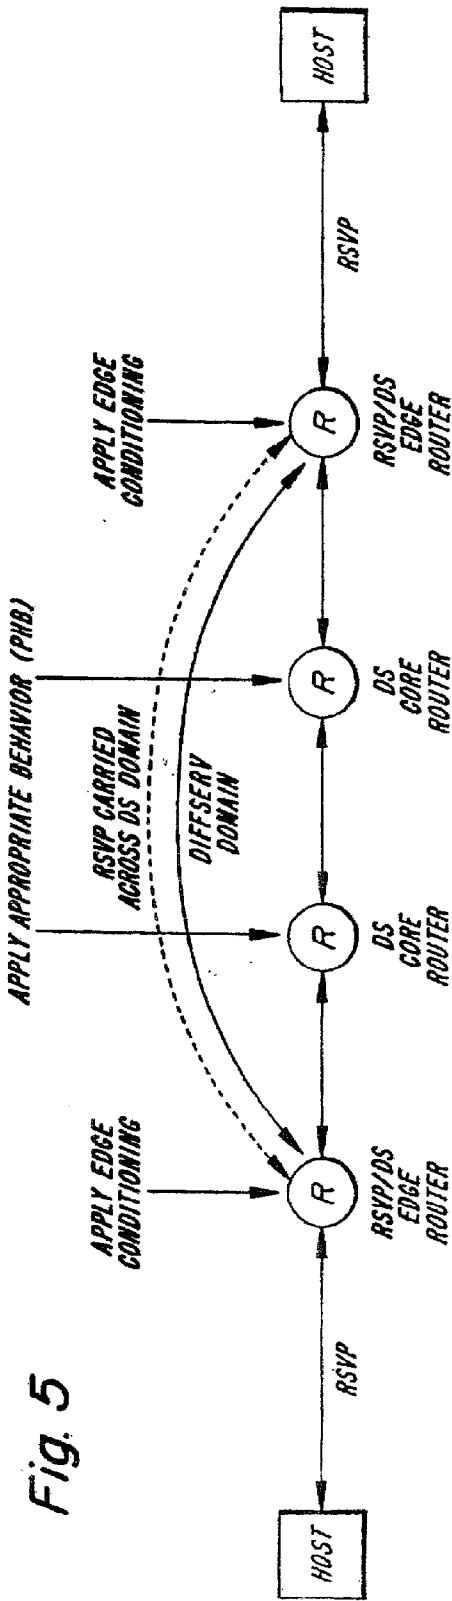 Fig. 5
APPLY APPROPRIATE BEHAVIOR (PHB)
APPLY EDGE
CONDITIONING
RSVP CARRIED
ACROSS DS DOMAIN
APPLY EDGE
CONDITIONING
DIFFSERV
DOMAIN
HOST
RSVP
R
R
R
R
RSVP
HOST
RSVP/DS
EDGE
ROUTER
DS
CORE
ROUTER
DS
CORE
ROUTER
RSVP/DS
EDGE
ROUTER